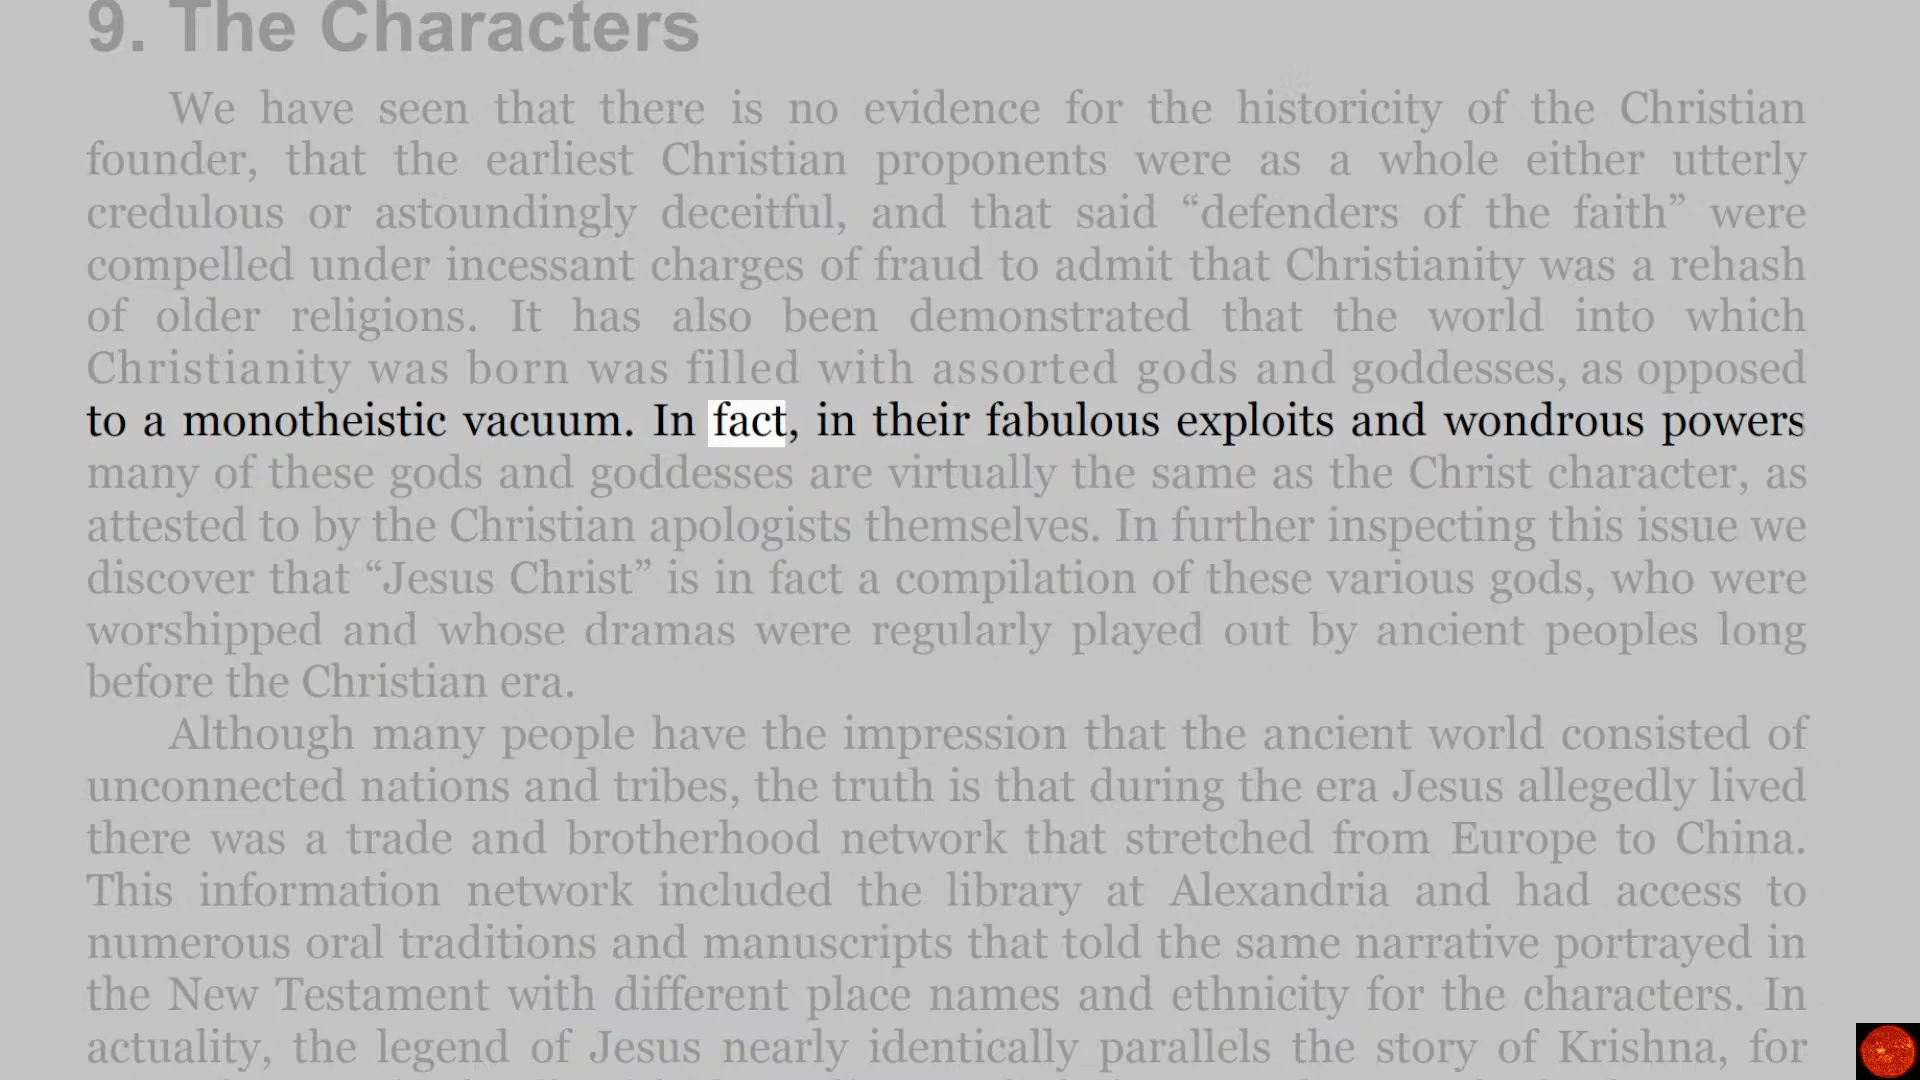 9. The Characters
We have seen that there is no evidence for the historicity of the Christian
founder, that the earliest Christian proponents were as a whole either utterly
credulous or astoundingly deceitful, and that said “defenders of the faith” were
compelled under incessant charges of fraud to admit that Christianity was a rehash
of older religions. It has also been demonstrated that the world into which
Christianity was born was filled with assorted gods and goddesses, as opposed
to a monotheistic vacuum. In fact, in their fabulous exploits and wondrous powers
many of these gods and goddesses are virtually the same as the Christ character, as
attested to by the Christian apologists themselves. In further inspecting this issue we
discover that “Jesus Christ” is in fact a compilation of these various gods, who were
worshipped and whose dramas were regularly played out by ancient peoples long
before the Christian era.
Although many people have the impression that the ancient world consisted of
unconnected nations and tribes, the truth is that during the era Jesus allegedly lived
there was a trade and brotherhood network that stretched from Europe to China.
This information network included the library at Alexandria and had access to
numerous oral traditions and manuscripts that told the same narrative portrayed in
the New Testament with different place names and ethnicity for the characters. In
actuality, the legend of Jesus nearly identically parallels the story of Krishna, for